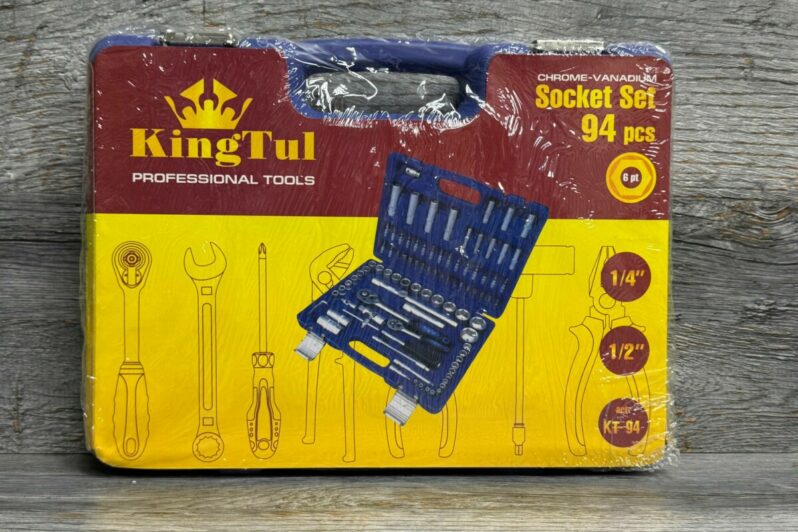 KingTul
PROFESSIONAL TOOLS
CHROME-VANADIUM
Socket Set
94 pcs
6 pt
1/4"
1/2"
KT-94